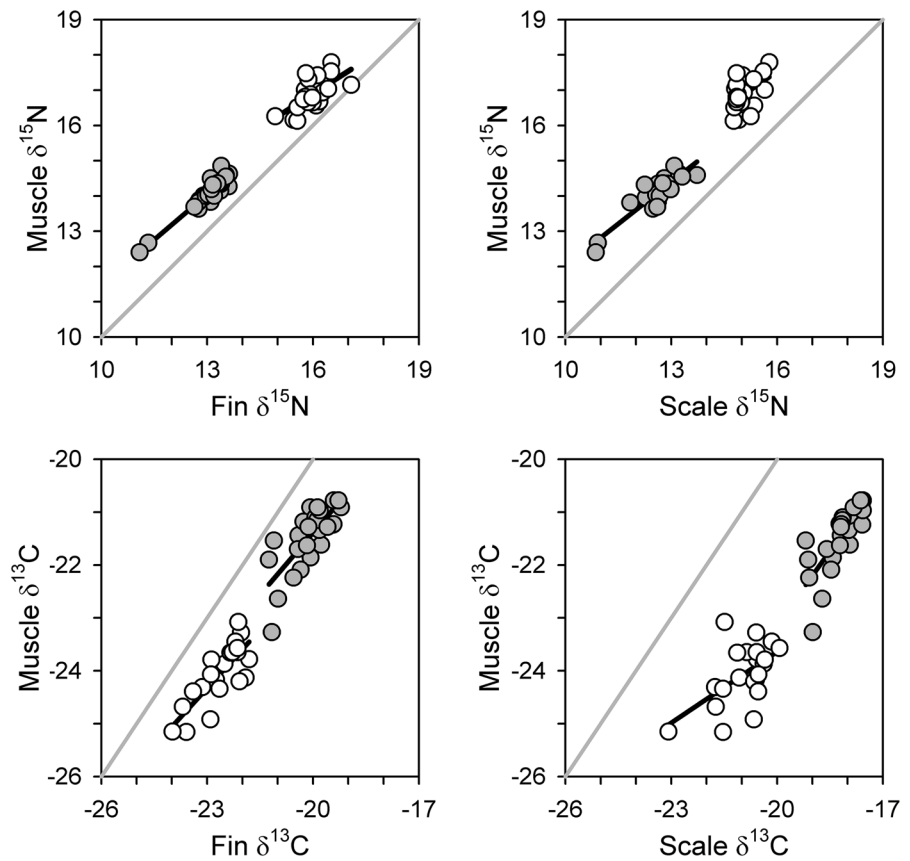 19
16
13
10
Muscle δ¹⁵N
10 13 16 19
Fin δ¹⁵N
19
16
13
10
Muscle δ¹⁵N
10 13 16 19
Scale δ¹⁵N
-20
-22
-24
-26
Muscle δ¹³C
-26 -23 -20 -17
Fin δ¹³C
-20
-22
-24
-26
Muscle δ¹³C
-26 -23 -20 -17
Scale δ¹³C